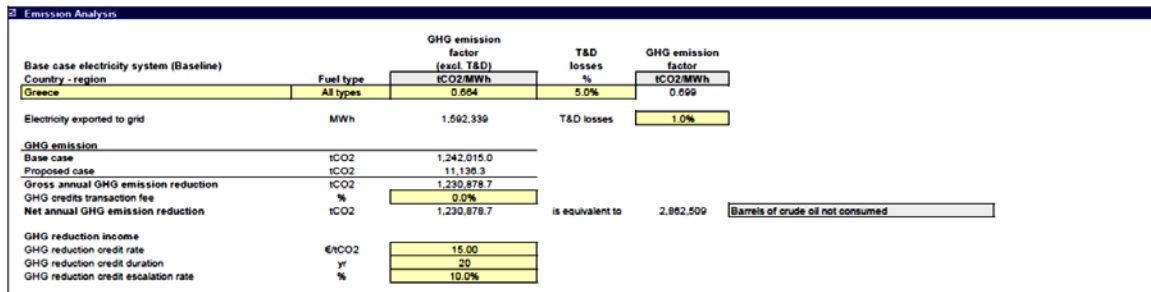 Emission Analysis
GHG emission
factor T&D GHG emission
Base case electricity system (Baseline) (excl. T&D) losses factor
Country - region Fuel type tCO2/MWh % tCO2/MWh
Greece All types 0.664 5.0% 0.699
Electricity exported to grid MWh 1,592,339 T&D losses 1.0%
GHG emission
Base case tCO2 1,242,015.0
Proposed case tCO2 11,136.3
Gross annual GHG emission reduction tCO2 1,230,878.7
GHG credits transaction fee % 0.0%
Net annual GHG emission reduction tCO2 1,230,878.7 is equivalent to 2,862,509 Barrels of crude oil not consumed
GHG reduction income
GHG reduction credit rate €/tCO2 15.00
GHG reduction credit duration yr 20
GHG reduction credit escalation rate % 10.0%